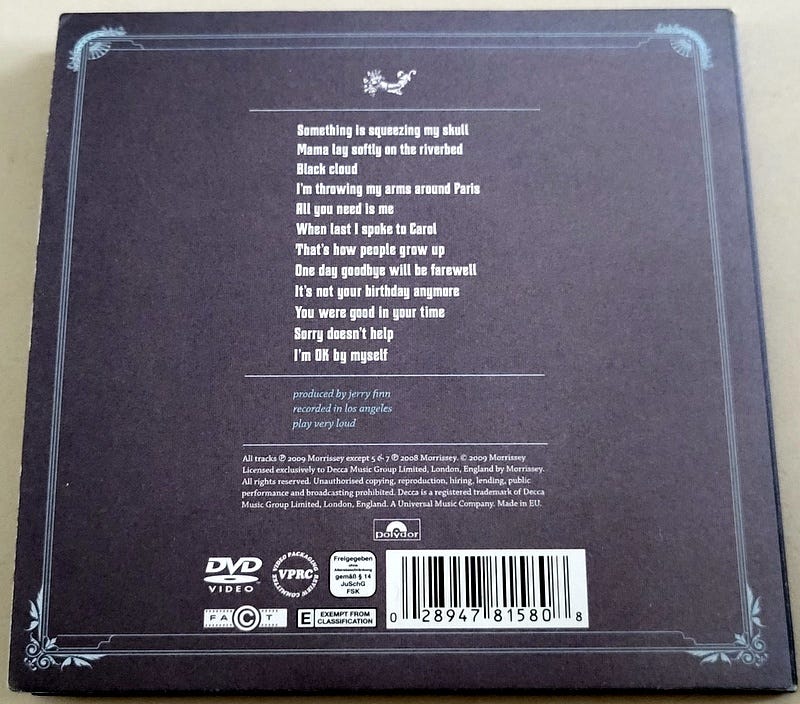 Something is squeezing my skull
Mama lay softly on the riverbed
Black cloud
I'm throwing my arms around Paris
All you need is me
When last I spoke to Carol
That's how people grow up
One day goodbye will be farewell
It's not your birthday anymore
You were good in your time
Sorry doesn't help
I'm OK by myself
produced by jerry finn
recorded in los angeles
play very loud
All tracks ℗ 2009 Morrissey except 5 & 7 ℗ 2008 Morrissey. © 2009 Morrissey
Licensed exclusively to Decca Music Group Limited, London, England by Morrissey.
All rights reserved. Unauthorised copying, reproduction, hiring, lending, public
performance and broadcasting prohibited. Decca is a registered trademark of Decca
Music Group Limited, London, England. A Universal Music Company. Made in EU.
polydor
DVD
VIDEO
VIDEO PACKAGING REVIEW COMMITTEE
VPRC
Freigegeben
ohne
Altersbeschränkung
gemäß § 14
JuSchG
FSK
FA©T
E EXEMPT FROM
CLASSIFICATION
0 28947 81580 8